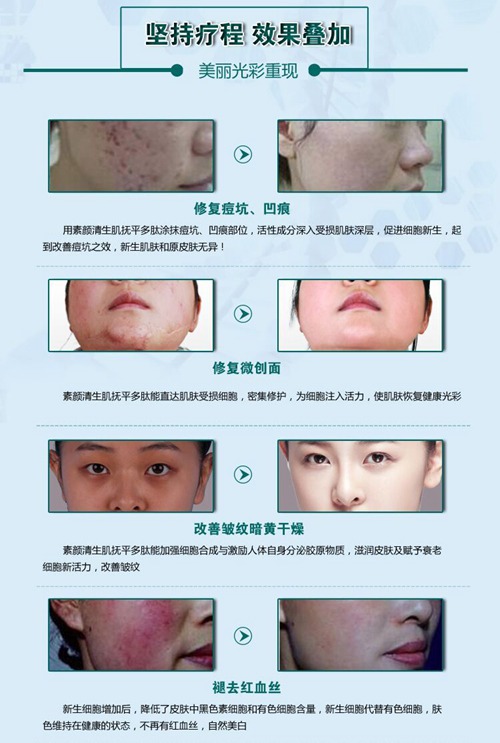 坚持疗程 效果叠加
美丽光彩重现
修复痘坑、凹痕
用素颜清生肌抚平多肽涂抹痘坑、凹痕部位，活性成分深入受损肌肤深层，促进细胞新生，起
到改善痘坑之效，新生肌肤和原皮肤无异！
修复微创面
素颜清生肌抚平多肽能直达肌肤受损细胞，密集修护，为细胞注入活力，使肌肤恢复健康光彩
改善皱纹暗黄干燥
素颜清生肌抚平多肽能加强细胞合成与激励人体自身分泌胶原物质，滋润皮肤及赋予衰老
细胞新活力，改善皱纹
褪去红血丝
新生细胞增加后，降低了皮肤中黑色素细胞和有色细胞含量，新生细胞代替有色细胞，肤
色维持在健康的状态，不再有红血丝，自然美白